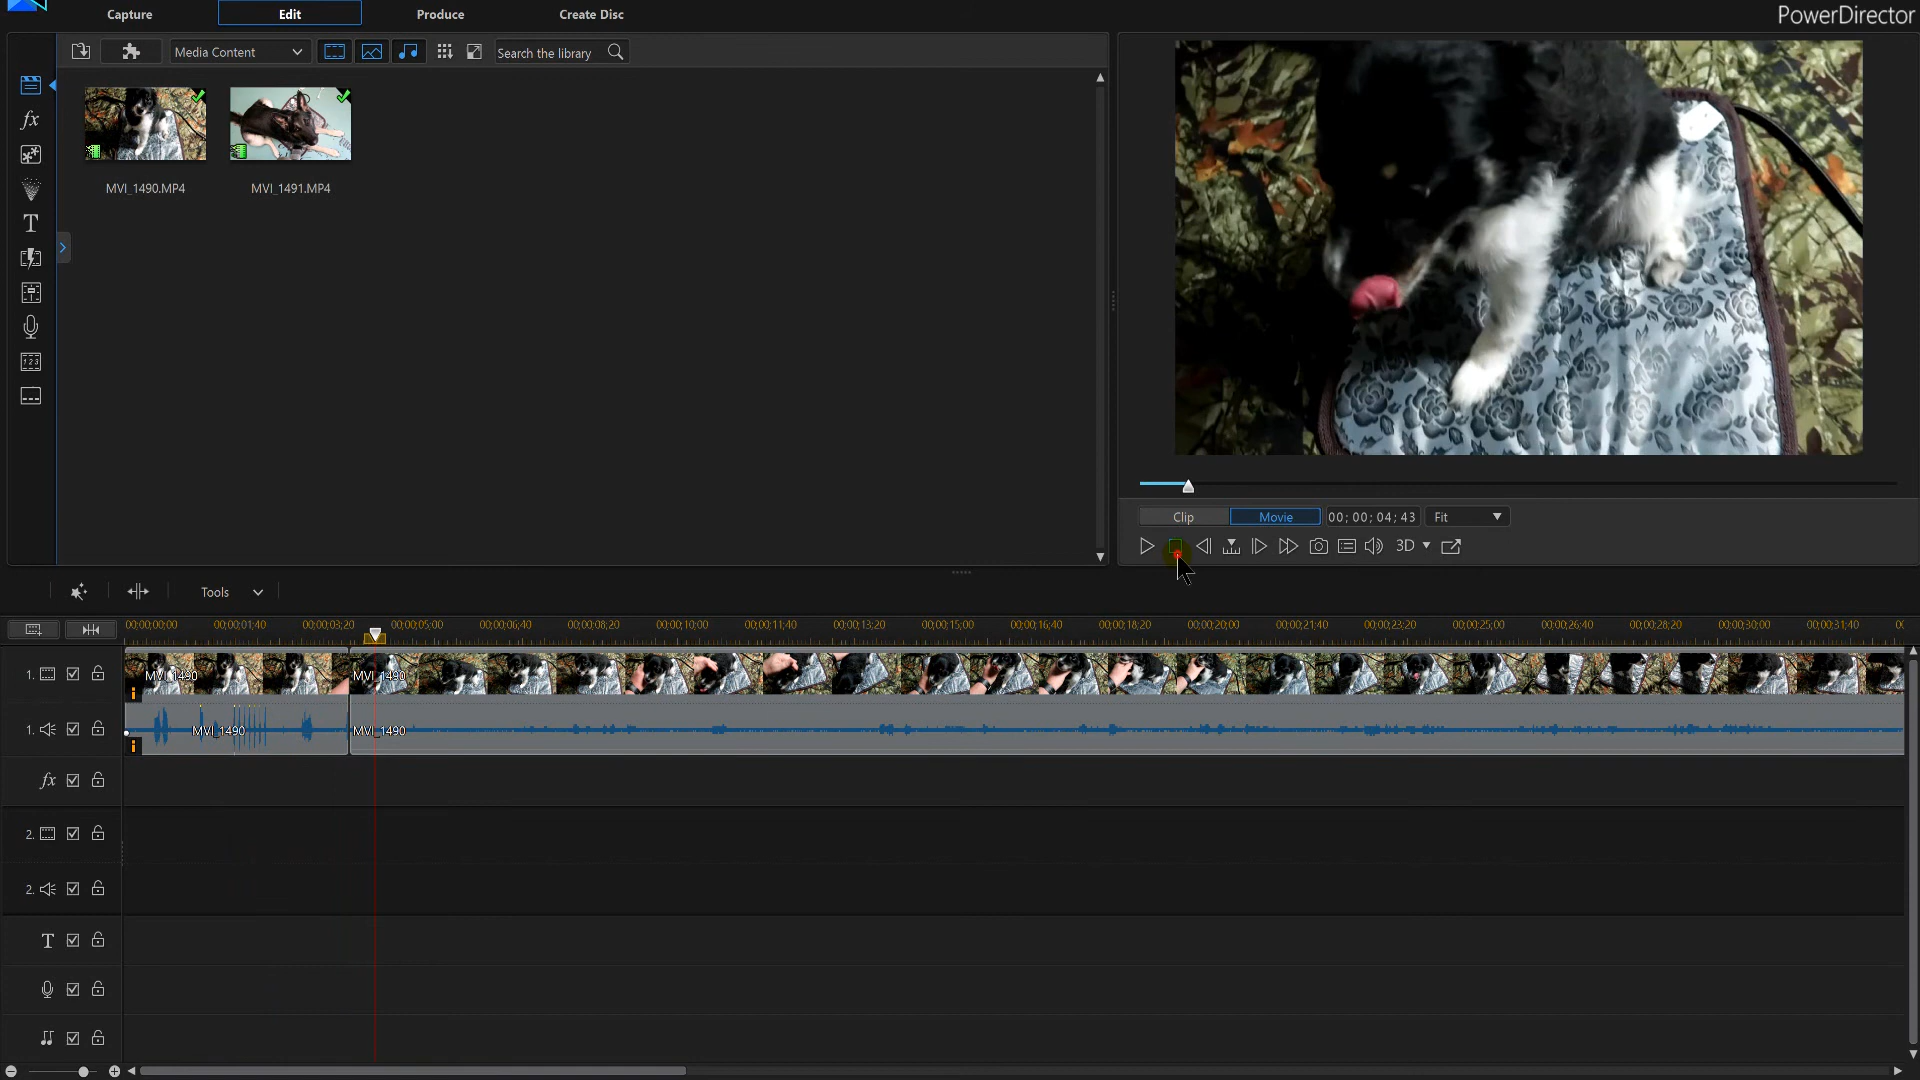 Capture Edit Produce Create Disc PowerDirector
Media Content Search the library
MVI_1490.MP4 MVI_1491.MP4
Clip Movie 00; 00; 04; 43 Fit
3D
Tools
00;00;00;00 00;00;01;40 00;00;03;20 00;00;05;00 00;00;06;40 00;00;08;20 00;00;10;00 00;00;11;40 00;00;13;20 00;00;15;00 00;00;16;40 00;00;18;20 00;00;20;00 00;00;21;40 00;00;23;20 00;00;25;00 00;00;26;40 00;00;28;20 00;00;30;00 00;00;31;40
1. MVI_1490 MVI_1490
1. MVI_1490 MVI_1490
fx
2.
2.
T